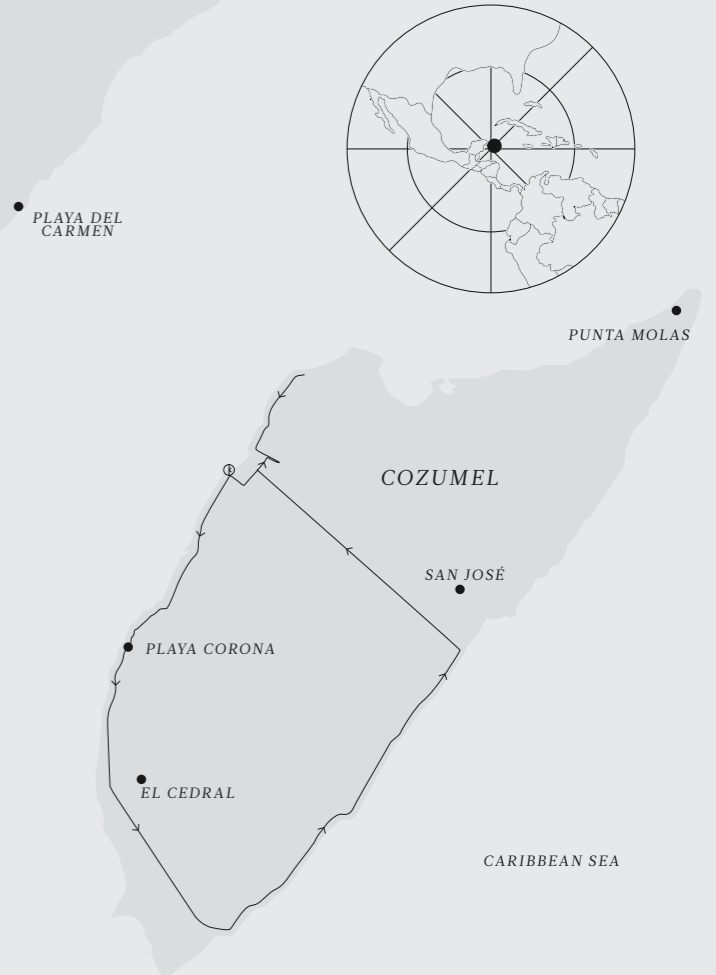 PLAYA DEL
CARMEN
PUNTA MOLAS
COZUMEL
SAN JOSÉ
PLAYA CORONA
EL CEDRAL
CARIBBEAN SEA